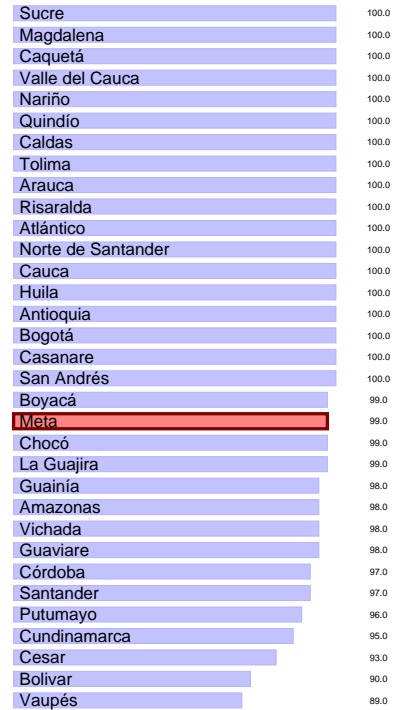 Sucre 100.0
Magdalena 100.0
Caquetá 100.0
Valle del Cauca 100.0
Nariño 100.0
Quindío 100.0
Caldas 100.0
Tolima 100.0
Arauca 100.0
Risaralda 100.0
Atlántico 100.0
Norte de Santander 100.0
Cauca 100.0
Huila 100.0
Antioquia 100.0
Bogotá 100.0
Casanare 100.0
San Andrés 100.0
Boyacá 99.0
Meta 99.0
Chocó 99.0
La Guajira 99.0
Guainía 98.0
Amazonas 98.0
Vichada 98.0
Guaviare 98.0
Córdoba 97.0
Santander 97.0
Putumayo 96.0
Cundinamarca 95.0
Cesar 93.0
Bolivar 90.0
Vaupés 89.0